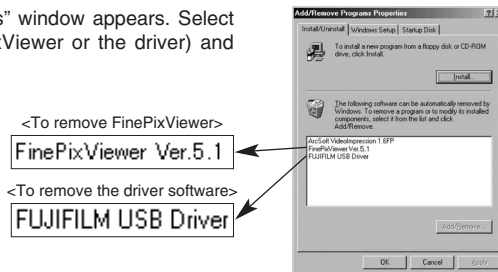 s” window appears. Select
xViewer or the driver) and
<To remove FinePixViewer>
FinePixViewer Ver.5.1
<To remove the driver software>
FUJIFILM USB Driver
Add/Remove Programs Properties
Install/Uninstall Windows Setup Startup Disk
To install a new program from a floppy disk or CD-ROM
drive, click Install.
Install...
The following software can be automatically removed by
Windows. To remove a program or to modify its installed
components, select it from the list and click
Add/Remove.
ArcSoft VideoImpression 1.6FP
FinePixViewer Ver.5.1
FUJIFILM USB Driver
Add/Remove...
OK Cancel Apply